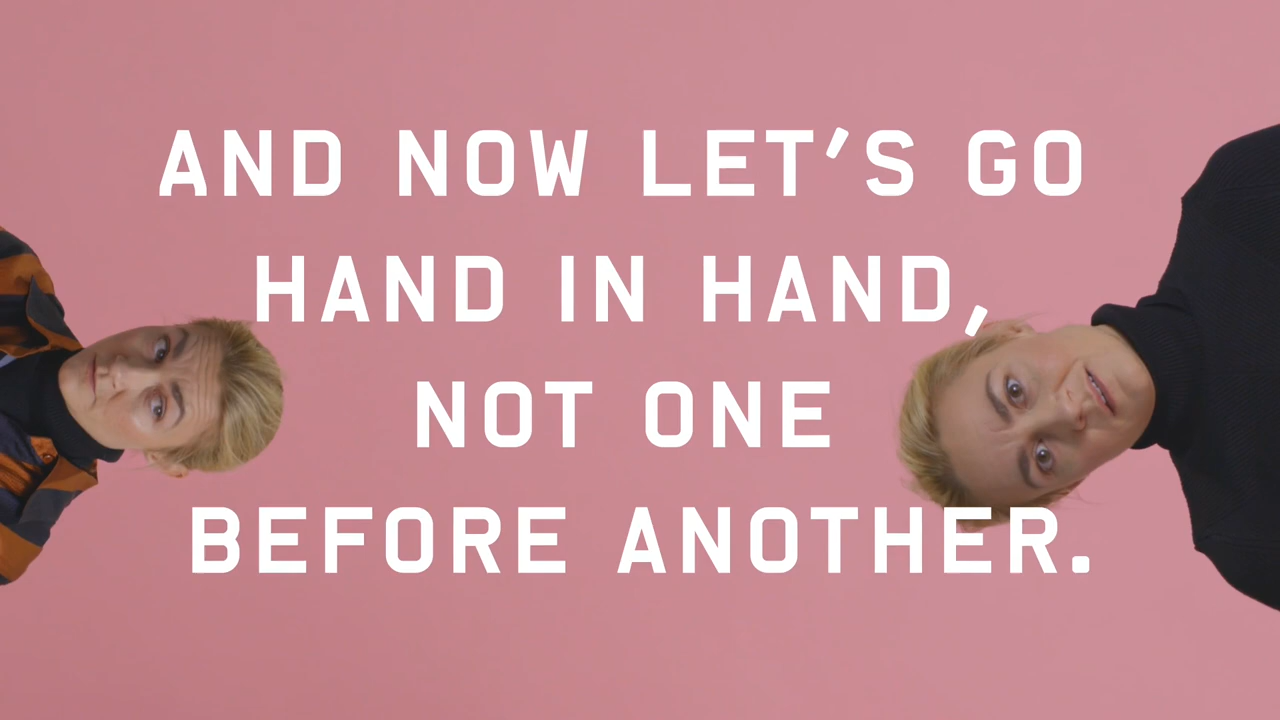 AND NOW LET'S GO
HAND IN HAND,
NOT ONE
BEFORE ANOTHER.